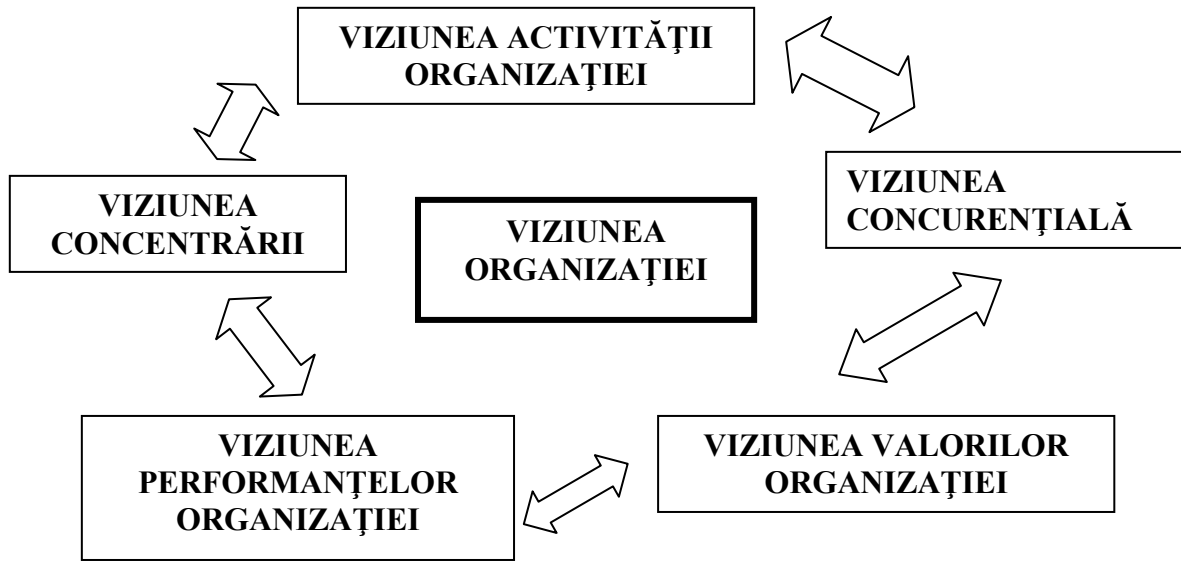 VIZIUNEA ACTIVITĂŢII
ORGANIZAŢIEI
VIZIUNEA
CONCENTRĂRII
VIZIUNEA
ORGANIZAŢIEI
VIZIUNEA
CONCURENŢIALĂ
VIZIUNEA
PERFORMANŢELOR
ORGANIZAŢIEI
VIZIUNEA VALORILOR
ORGANIZAŢIEI